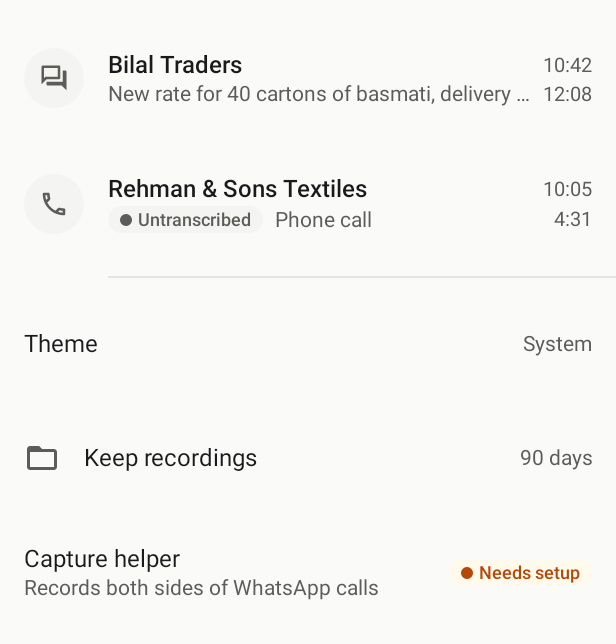 Bilal Traders 10:42
New rate for 40 cartons of basmati, delivery ... 12:08
Rehman & Sons Textiles 10:05
Untranscribed Phone call 4:31
Theme System
Keep recordings 90 days
Capture helper
Records both sides of WhatsApp calls
Needs setup